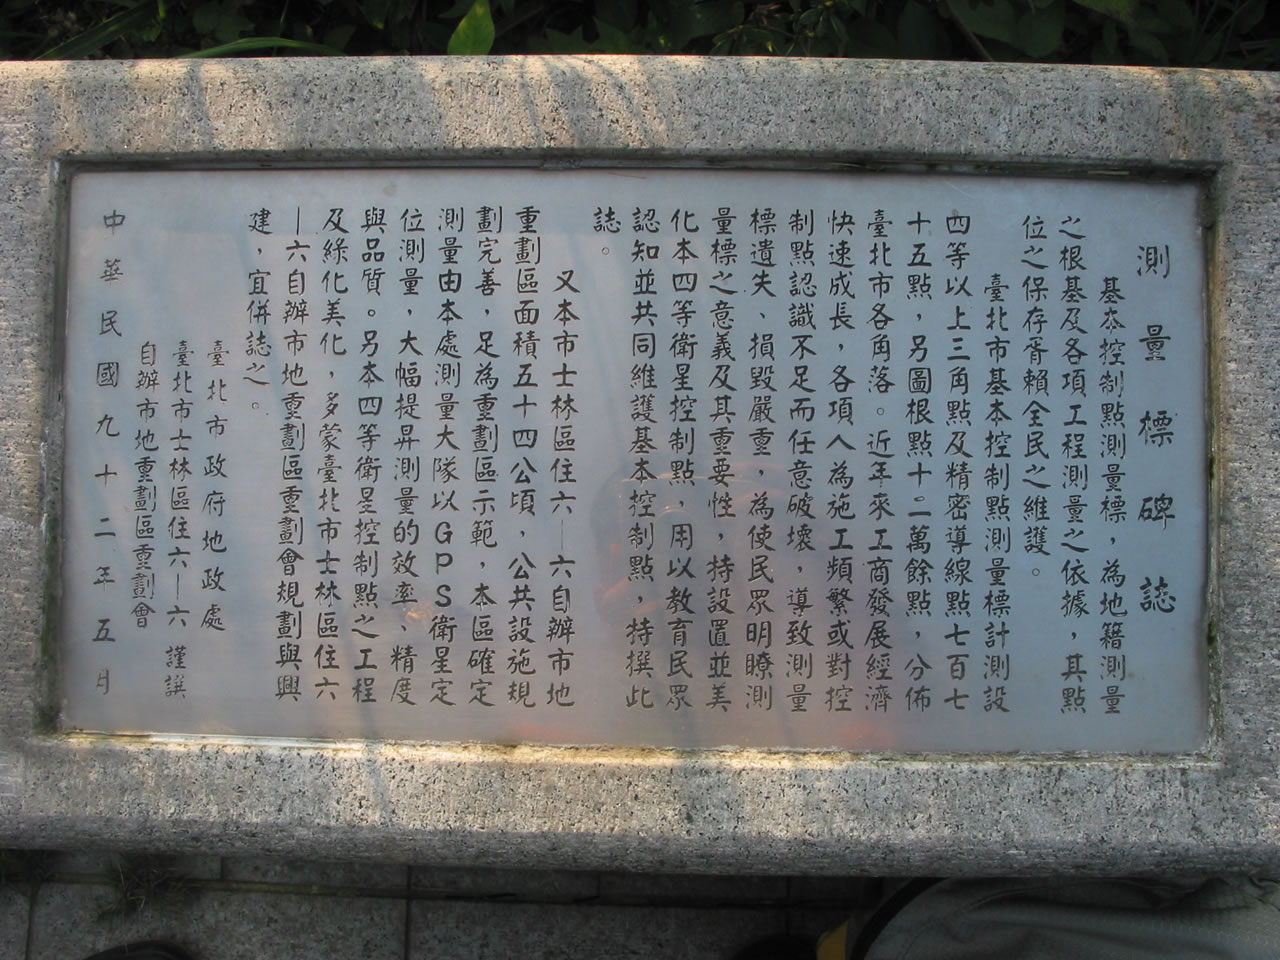 測量標碑誌
基本控制點測量標，為地籍測量
之根基及各項工程測量之依據，其點
位之保存胥賴全民之維護。
臺北市基本控制點測量標計測設
四等以上三角點及精密導線點七百七
十五點，另圖根點十二萬餘點，分佈
臺北市各角落。近年來工商發展經濟
快速成長，各項人為施工頻繁或對控
制點認識不足而任意破壞，導致測量
標遺失、損毀嚴重，為使民眾明瞭測
量標之意義及其重要性，特設置並美
化本四等衛星控制點，用以教育民眾
認知並共同維護基本控制點，特撰此
誌。
又本市士林區住六—六自辦市地
重劃區面積五十四公頃，公共設施規
劃完善，足為重劃區示範，本區確定
測量由本處測量大隊以GPS衛星定
位測量，大幅提昇測量的效率、精度
與品質。另本四等衛星控制點之工程
及綠化美化，多蒙臺北市士林區住六
—六自辦市地重劃區重劃會規劃與興
建，宜併誌之。
臺北市政府地政處
臺北市士林區住六—六
自辦市地重劃區重劃會
謹識
中華民國九十二年五月